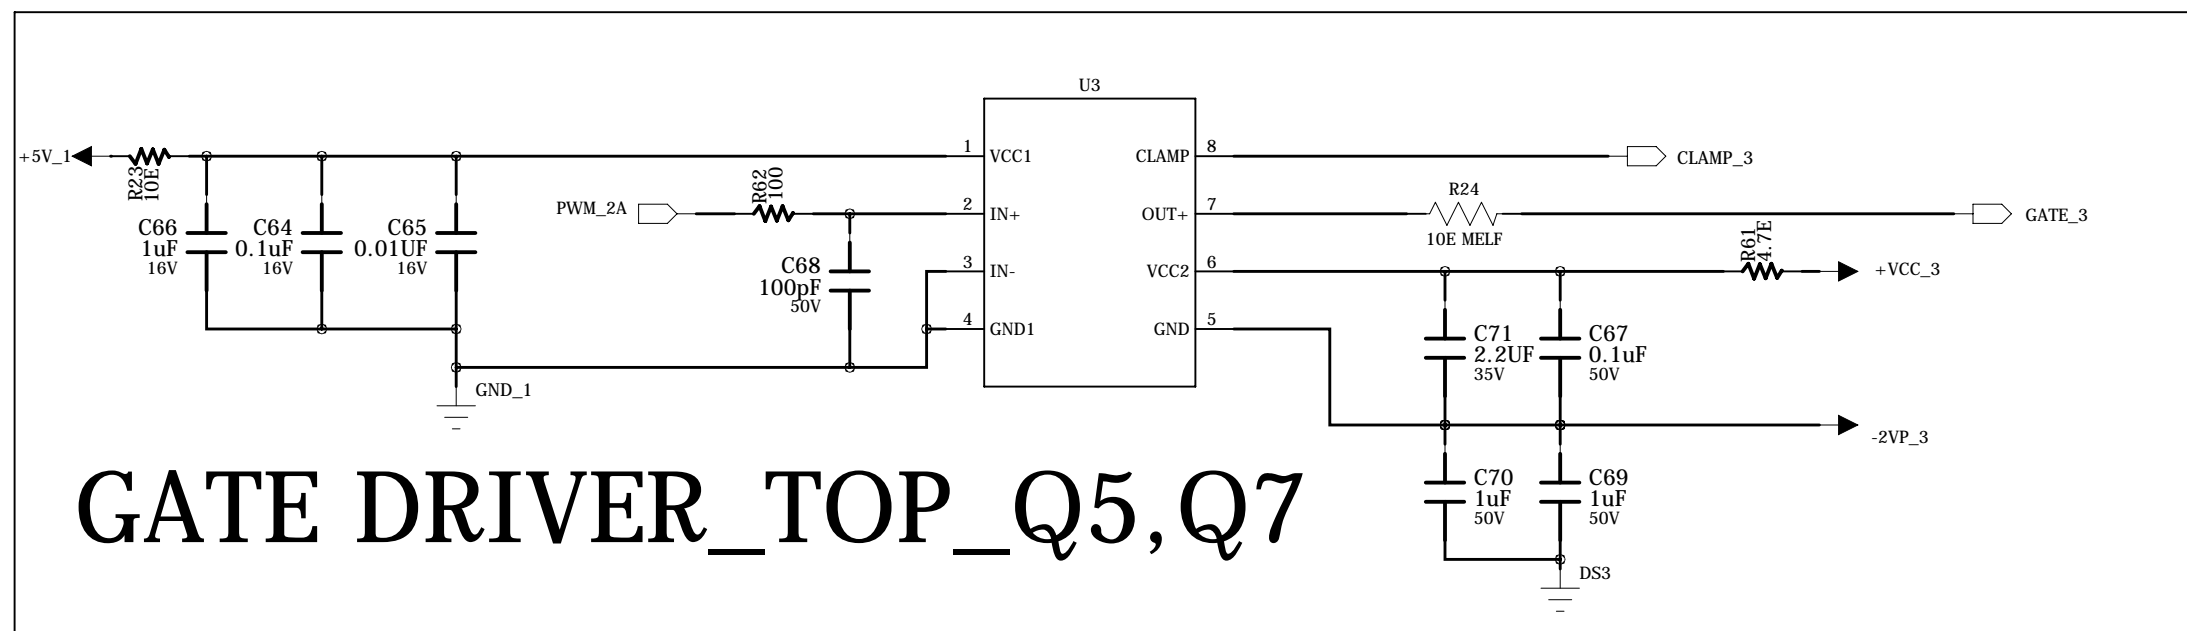 U3
+5V_1
R23
10E
1
VCC1
CLAMP
8
CLAMP_3
C66
1uF
16V
C64
0.1uF
16V
C65
0.01UF
16V
PWM_2A
R62
100
2
IN+
OUT+
7
R24
10E MELF
GATE_3
C68
100pF
50V
3
IN-
VCC2
6
R61
4.7E
+VCC_3
4
GND1
GND
5
C71
2.2UF
35V
C67
0.1uF
50V
GND_1
-2VP_3
C70
1uF
50V
C69
1uF
50V
DS3
GATE DRIVER_TOP_Q5,Q7